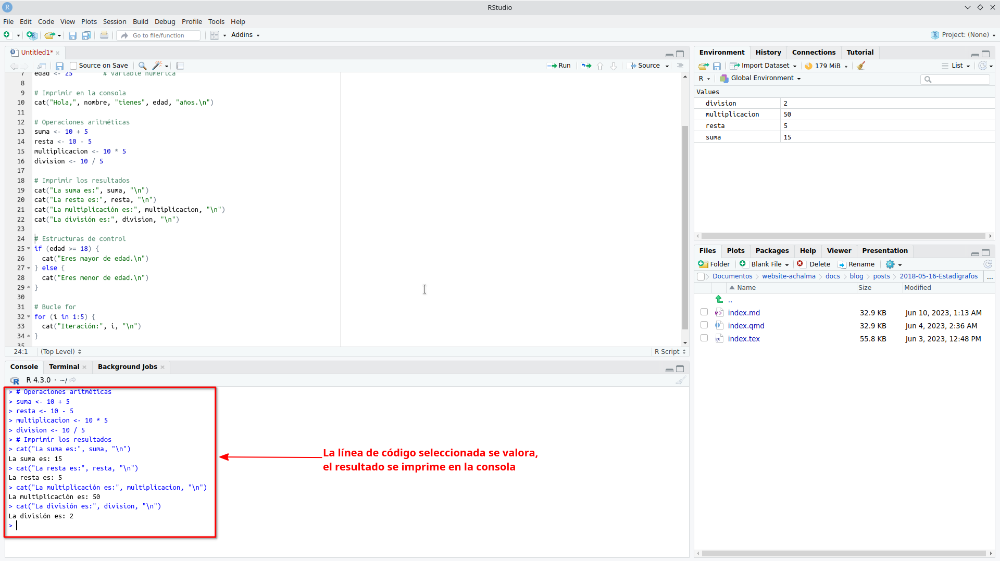 RStudio
File Edit Code View Plots Session Build Debug Profile Tools Help
Go to file/function Addins Project: (None)
Untitled1*
Source on Save Run Source
7 edad <- 25 # Variable numérica
8
9 # Imprimir en la consola
10 cat("Hola,", nombre, "tienes", edad, "años.\n")
11
12 # Operaciones aritméticas
13 suma <- 10 + 5
14 resta <- 10 - 5
15 multiplicacion <- 10 * 5
16 division <- 10 / 5
17
18 # Imprimir los resultados
19 cat("La suma es:", suma, "\n")
20 cat("La resta es:", resta, "\n")
21 cat("La multiplicación es:", multiplicacion, "\n")
22 cat("La división es:", division, "\n")
23
24 # Estructuras de control
25 if (edad >= 18) {
26   cat("Eres mayor de edad.\n")
27 } else {
28   cat("Eres menor de edad.\n")
29 }
30
31 # Bucle for
32 for (i in 1:5) {
33   cat("Iteración:", i, "\n")
34 }
35
24:1 (Top Level) R Script
Console Terminal Background Jobs
R 4.3.0 · ~/
> # Operaciones aritméticas
> suma <- 10 + 5
> resta <- 10 - 5
> multiplicacion <- 10 * 5
> division <- 10 / 5
> # Imprimir los resultados
> cat("La suma es:", suma, "\n")
La suma es: 15
> cat("La resta es:", resta, "\n")
La resta es: 5
> cat("La multiplicación es:", multiplicacion, "\n")
La multiplicación es: 50
> cat("La división es:", division, "\n")
La división es: 2
>
La línea de código seleccionada se valora,
el resultado se imprime en la consola
Environment History Connections Tutorial
Import Dataset 179 MiB List
R Global Environment
Values
division 2
multiplicacion 50
resta 5
suma 15
Files Plots Packages Help Viewer Presentation
Folder Blank File Delete Rename
Documentos website-achalma docs blog posts 2018-05-16-Estadigrafos ...
Name Size Modified
..
index.md 32.9 KB Jun 10, 2023, 1:13 AM
index.qmd 32.9 KB Jun 4, 2023, 2:36 AM
index.tex 55.8 KB Jun 3, 2023, 12:48 PM